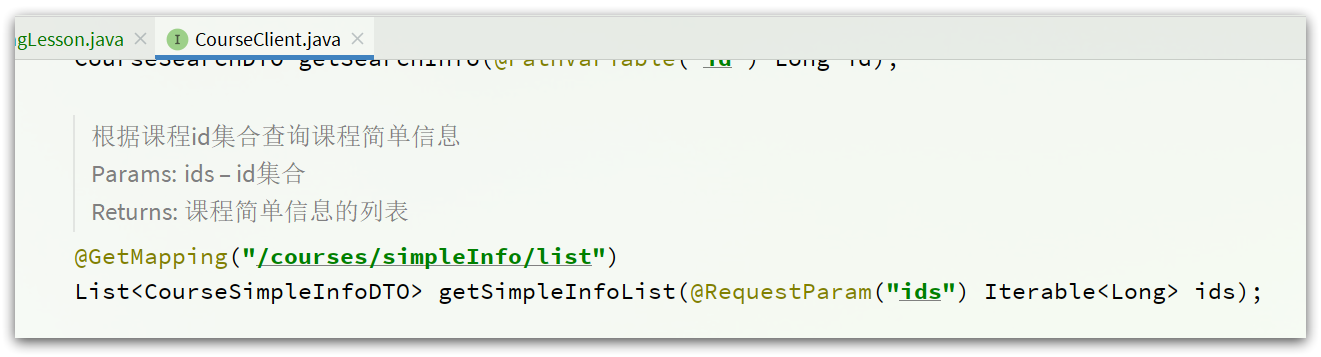 gLesson.java
I CourseClient.java
CourseSearchDTO getSearchInfo(@PathVariable("id") Long id);
根据课程id集合查询课程简单信息
Params: ids – id集合
Returns: 课程简单信息的列表
@GetMapping("/courses/simpleInfo/list")
List<CourseSimpleInfoDTO> getSimpleInfoList(@RequestParam("ids") Iterable<Long> ids);